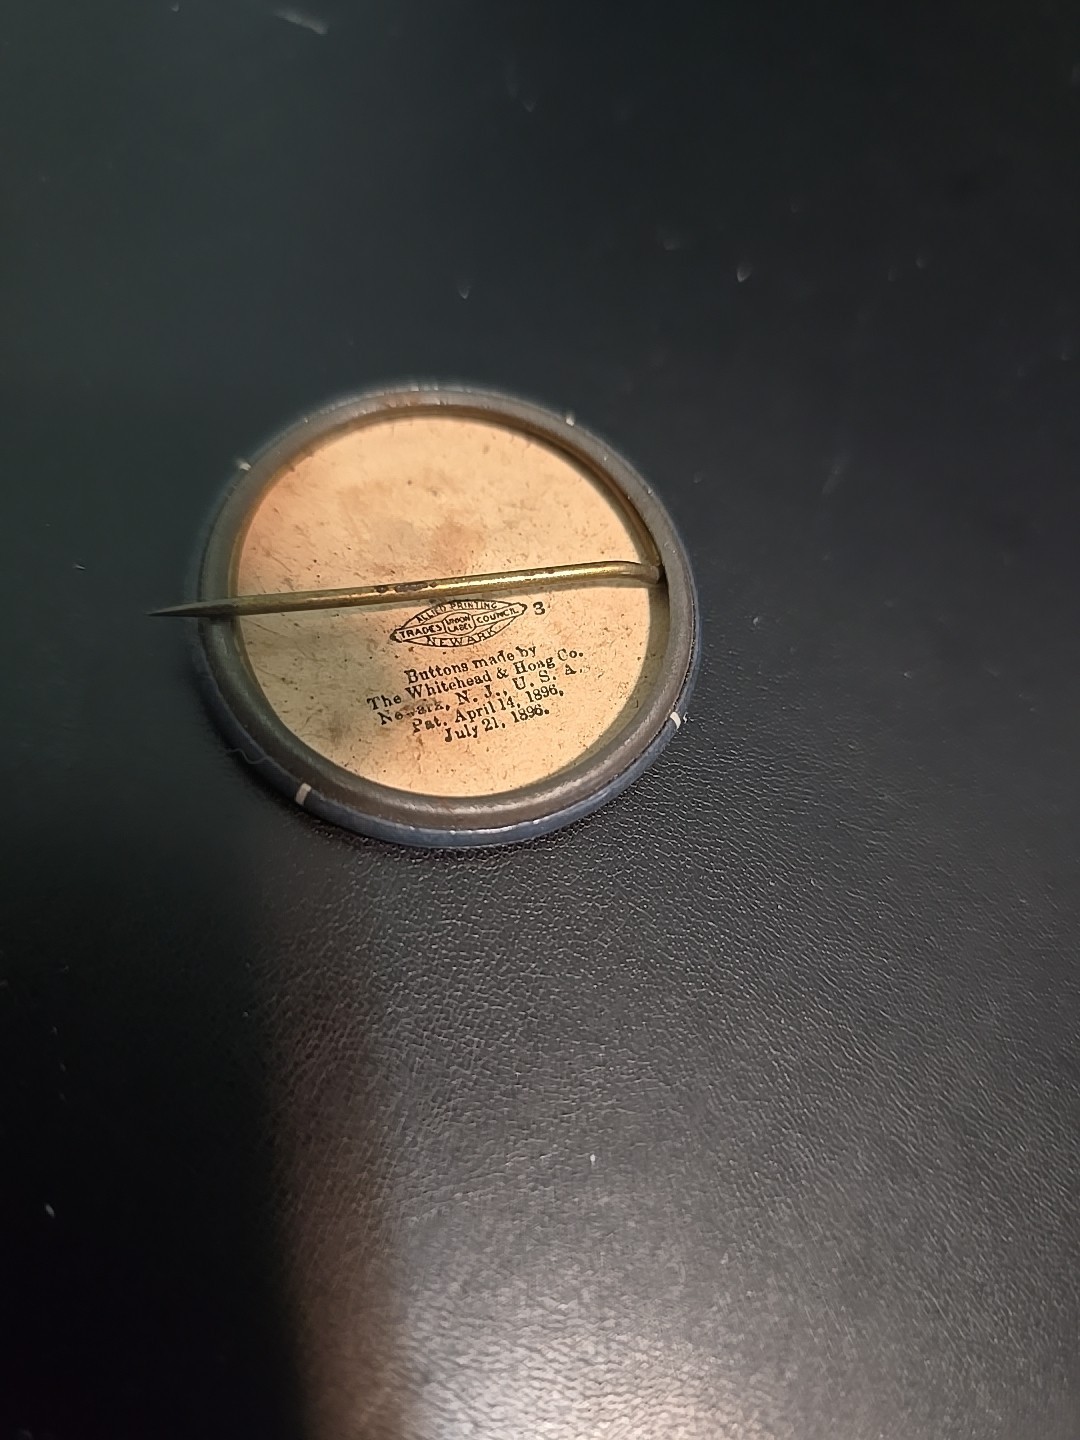 ALLIED PRINTING
TRADES UNION LABEL COUNCIL 3
NEWARK
Buttons made by
The Whitehead & Hoag Co.
Newark, N. J., U. S. A.
Pat. April 14, 1896,
July 21, 1896.